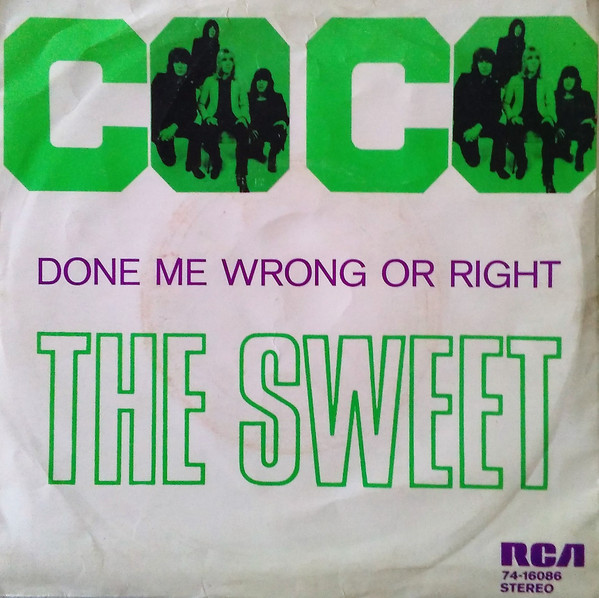 COCO
DONE ME WRONG OR RIGHT
THE SWEET
RCA
74-16086
STEREO